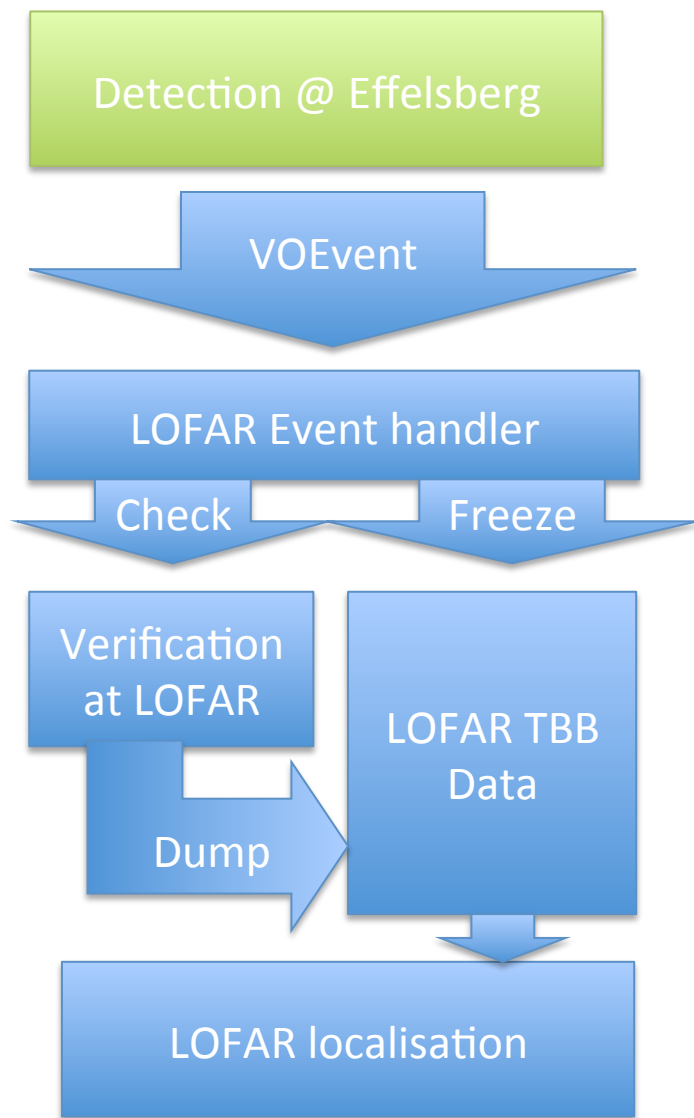 Detection @ Effelsberg
VOEvent
LOFAR Event handler
Check
Freeze
Verification
at LOFAR
LOFAR TBB
Data
Dump
LOFAR localisation